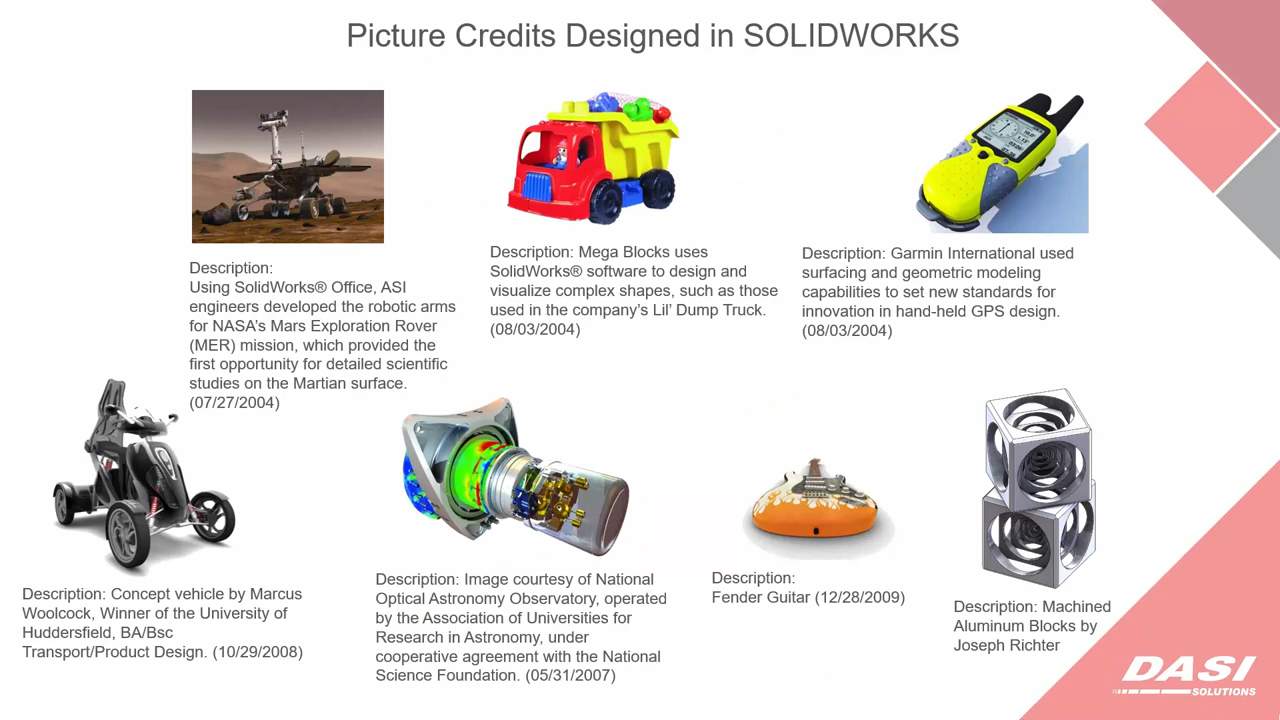 Picture Credits Designed in SOLIDWORKS
Description:
Using SolidWorks® Office, ASI
engineers developed the robotic arms
for NASA's Mars Exploration Rover
(MER) mission, which provided the
first opportunity for detailed scientific
studies on the Martian surface.
(07/27/2004)
Description: Mega Blocks uses
SolidWorks® software to design and
visualize complex shapes, such as those
used in the company's Lil' Dump Truck.
(08/03/2004)
Description: Garmin International used
surfacing and geometric modeling
capabilities to set new standards for
innovation in hand-held GPS design.
(08/03/2004)
Description: Concept vehicle by Marcus
Woolcock, Winner of the University of
Huddersfield, BA/Bsc
Transport/Product Design. (10/29/2008)
Description: Image courtesy of National
Optical Astronomy Observatory, operated
by the Association of Universities for
Research in Astronomy, under
cooperative agreement with the National
Science Foundation. (05/31/2007)
Description:
Fender Guitar (12/28/2009)
Description: Machined
Aluminum Blocks by
Joseph Richter
DASI
SOLUTIONS